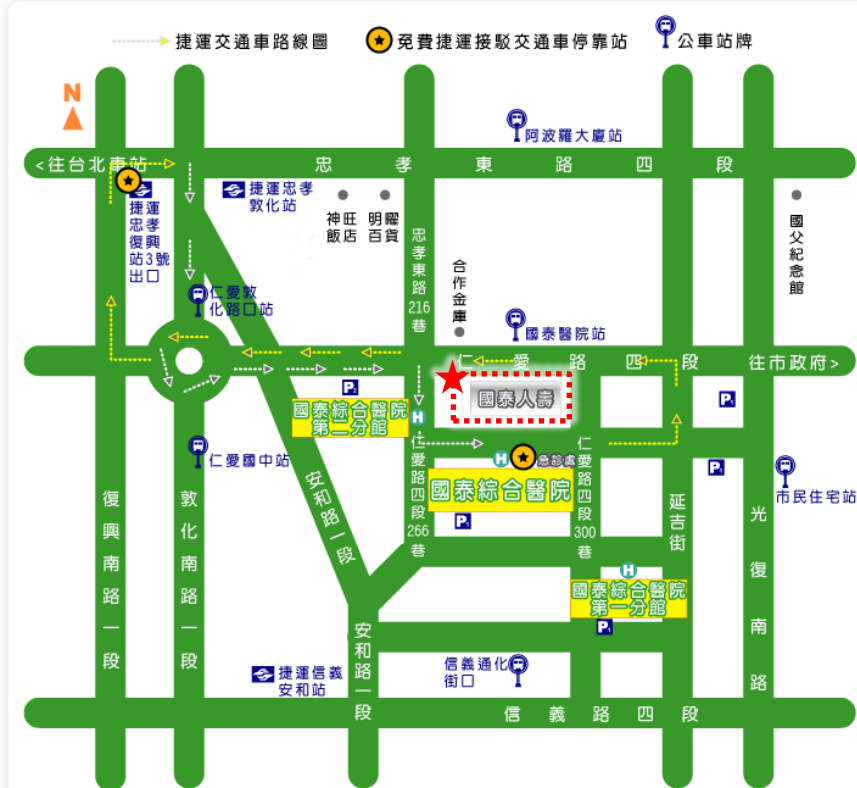 捷運交通車路線圖
免費捷運接駁交通車停靠站
公車站牌
N
阿波羅大廈站
<往台北車站
忠孝東路四段
捷運忠孝
敦化站
捷運
忠孝
復興
站3號
出口
神旺
飯店
明曜
百貨
忠孝東路216巷
合作金庫
國父紀念館
仁愛敦
化路口站
國泰醫院站
仁愛路四段
往市政府>
國泰人壽
P
國泰綜合醫院
第二分館
H
P
仁愛國中站
H
急診處
國泰綜合醫院
P
P
市民住宅站
仁愛路四段266巷
仁愛路四段300巷
安和路一段
復興南路一段
敦化南路一段
延吉街
光復南路
H
國泰綜合醫院
第一分館
P
安和路一段
捷運信義
安和站
信義通化
街口
信義路四段